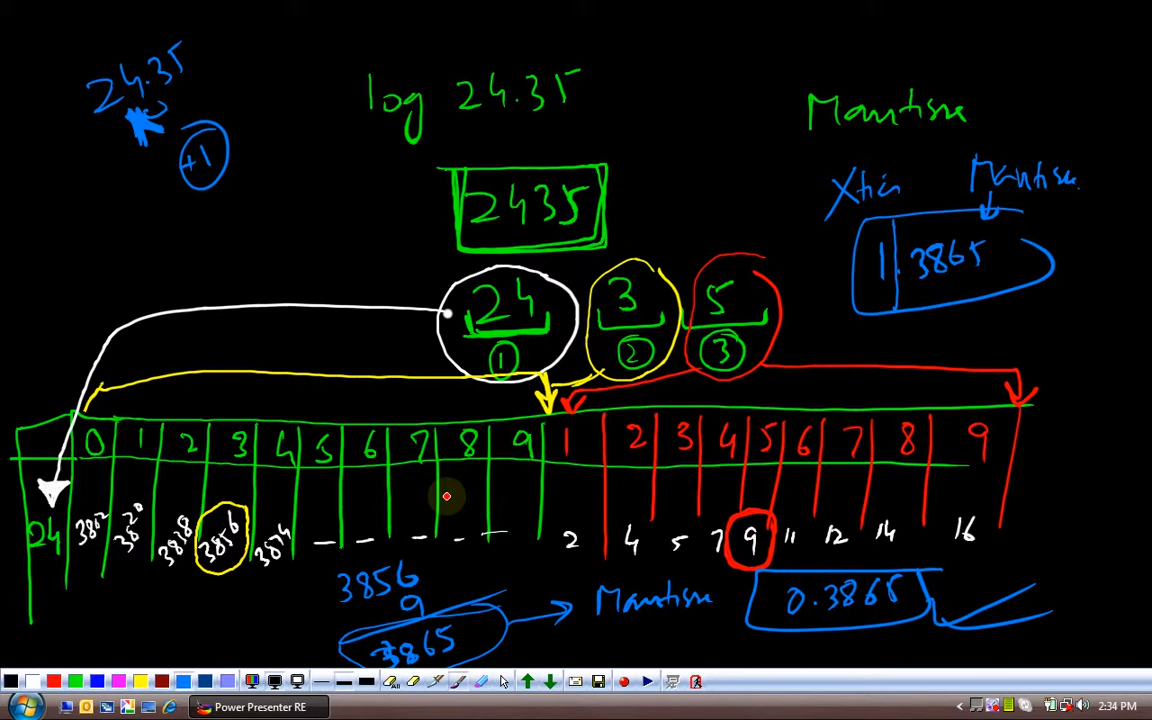 24.35
+1
log 24.35
2435
Mantissa
Xtic Mantissa
1.3865
24 3 5
1 2 3
0 1 2 3 4 5 6 7 8 9 1 2 3 4 5 6 7 8 9
24 3802 3820 3838 3856 3874 – – – – – 2 4 5 7 9 11 12 14 16
3856
9
3865
Mantissa 0.3865
Power Presenter RE
2:34 PM